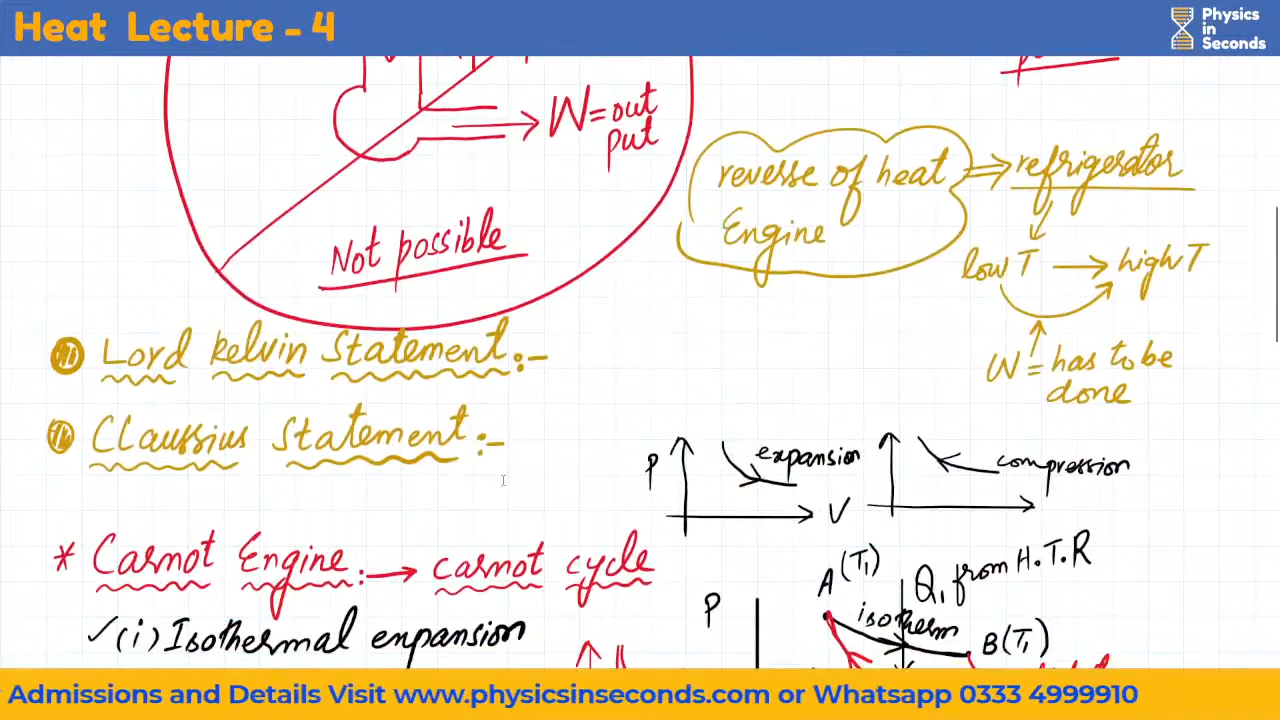 Heat Lecture - 4
Physics
in
Seconds
W = out
put
Not possible
reverse of heat
Engine
⇒ refrigerator
low T → high T
W = has to be
done
Lord Kelvin Statement:-
Claussius Statement:-
P
expansion
V
compression
* Carnot Engine: → carnot cycle
✓(i) Isothermal expansion
P
A (T₁)
Q₁ from H.T.R
isotherm
B(T₁)
Admissions and Details Visit www.physicsinseconds.com or Whatsapp 0333 4999910